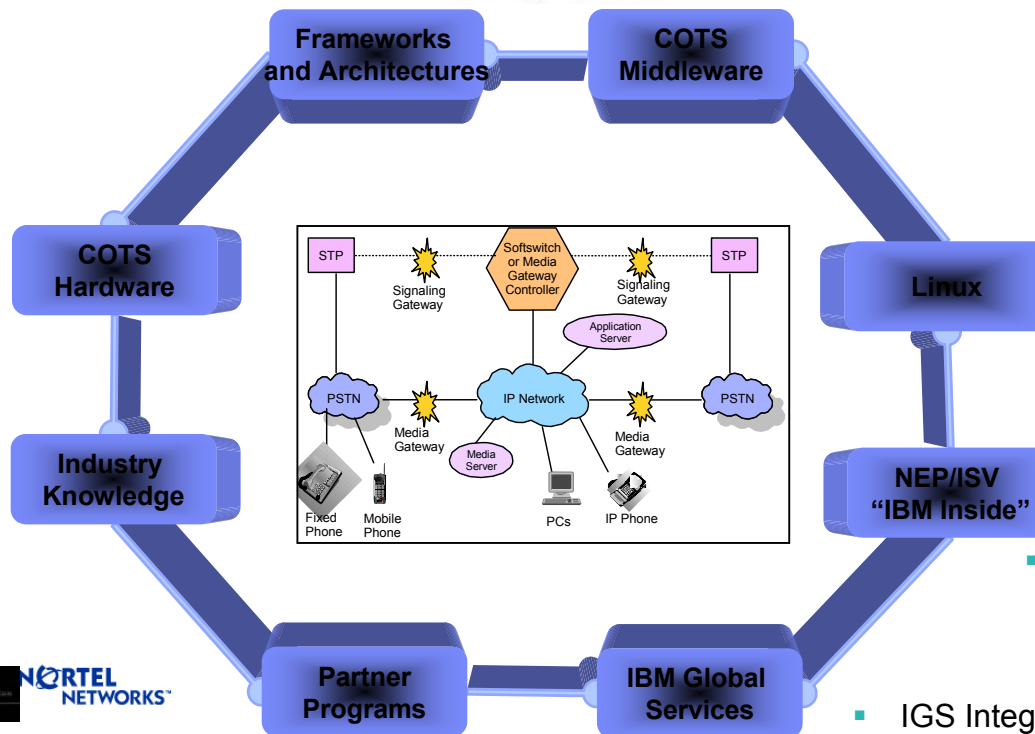 Frameworks
and Architectures
COTS
Middleware
COTS
Hardware
Linux
STP
Signaling
Gateway
Softswitch
or Media
Gateway
Controller
Signaling
Gateway
STP
Application
Server
PSTN
IP Network
PSTN
Media
Gateway
Media
Server
Media
Gateway
Fixed
Phone
Mobile
Phone
PCs
IP Phone
Industry
Knowledge
NEP/ISV
“IBM Inside”
Partner
Programs
IBM Global
Services
NORTEL
NETWORKS™
IGS Integ